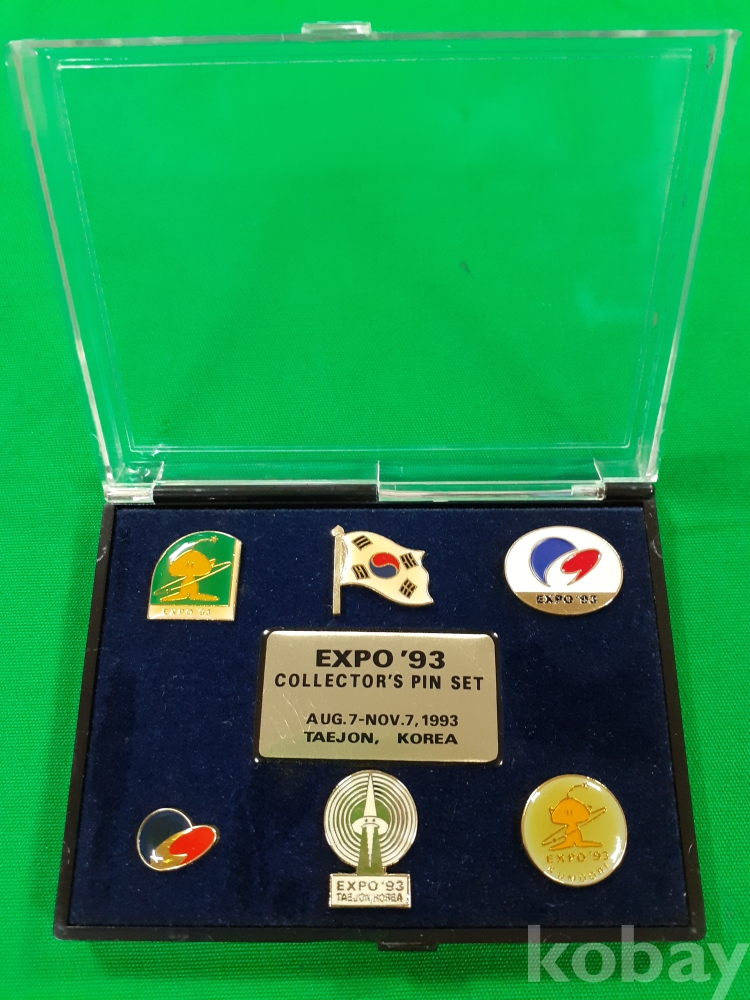 EXPO '93
EXPO '93
EXPO '93
COLLECTOR'S PIN SET
AUG.7-NOV.7,1993
TAEJON, KOREA
EXPO '93
TAEJON, KOREA
EXPO '93
KUMDORI
kobay